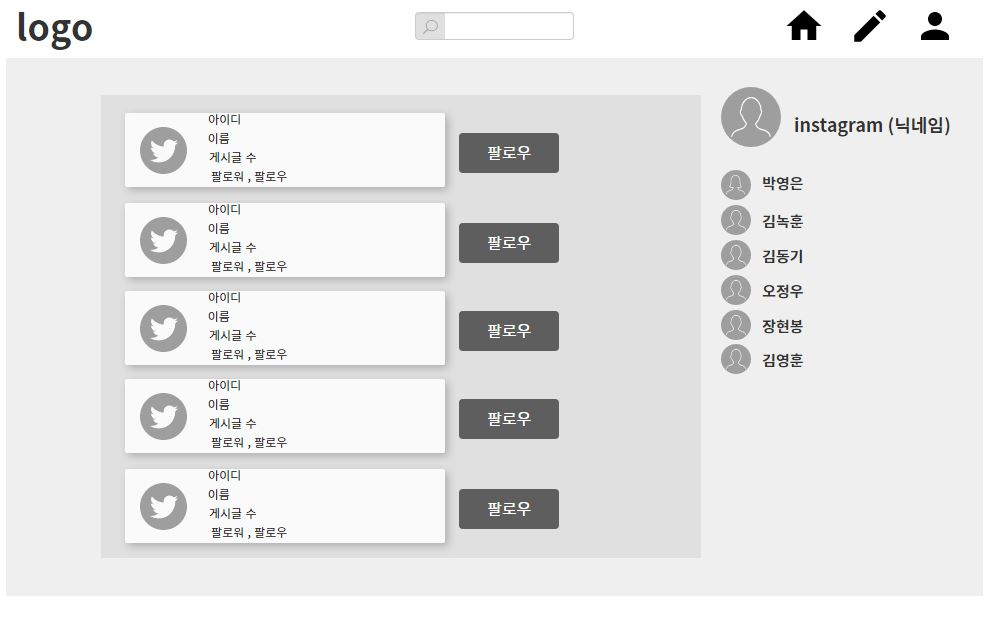 logo
아이디
이름
게시글 수
팔로워 , 팔로우
팔로우
아이디
이름
게시글 수
팔로워 , 팔로우
팔로우
아이디
이름
게시글 수
팔로워 , 팔로우
팔로우
아이디
이름
게시글 수
팔로워 , 팔로우
팔로우
아이디
이름
게시글 수
팔로워 , 팔로우
팔로우
instagram (닉네임)
박영은
김녹훈
김동기
오정우
장현봉
김영훈